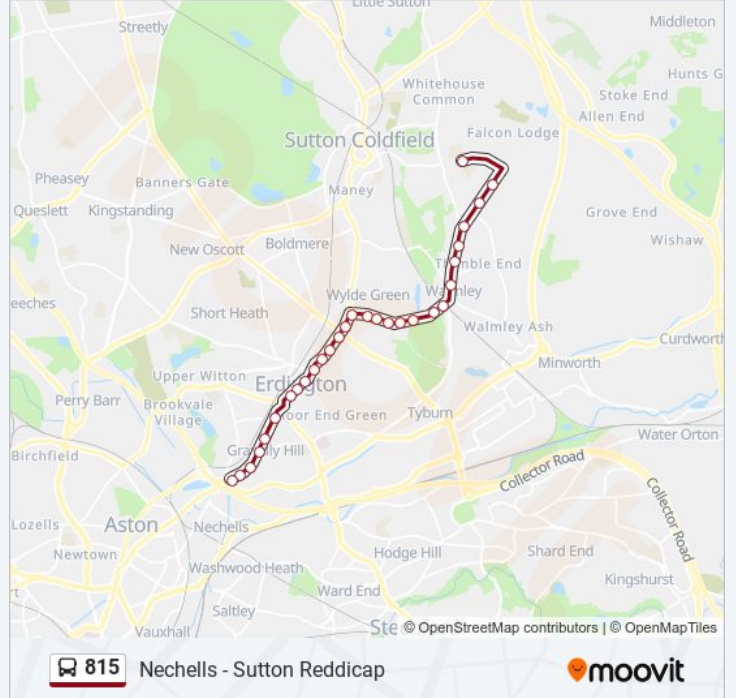 Little Sutton
Streetly
Middleton
Whitehouse
Common
Hunts G
Stoke End
Allen End
Sutton Coldfield
Falcon Lodge
Pheasey
Banners Gate
Maney
Queslett
Kingstanding
Grove End
Wishaw
New Oscott
Boldmere
Thimble End
eeches
Wylde Green
Walmley
Short Heath
Walmley Ash
Curdwort
Minworth
Upper Witton
Erdington
Perry Barr
Brookvale
Village
oor End Green
Tyburn
Water Orton
Birchfield
Gravelly Hill
Collector Road
Collector Road
Lozells
Aston
Nechells
Newtown
Hodge Hill
Shard End
Washwood Heath
Kingshurst
rt
Ward End
Saltley
Vauxhall
Ste
© OpenStreetMap contributors | © OpenMapTiles
815
Nechells - Sutton Reddicap
moovit